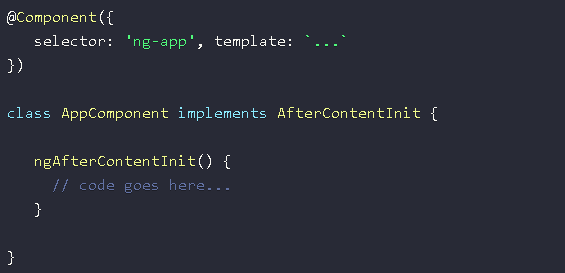 @Component({
   selector: 'ng-app', template: `...`
})
class AppComponent implements AfterContentInit {
   ngAfterContentInit() {
     // code goes here...
   }
}